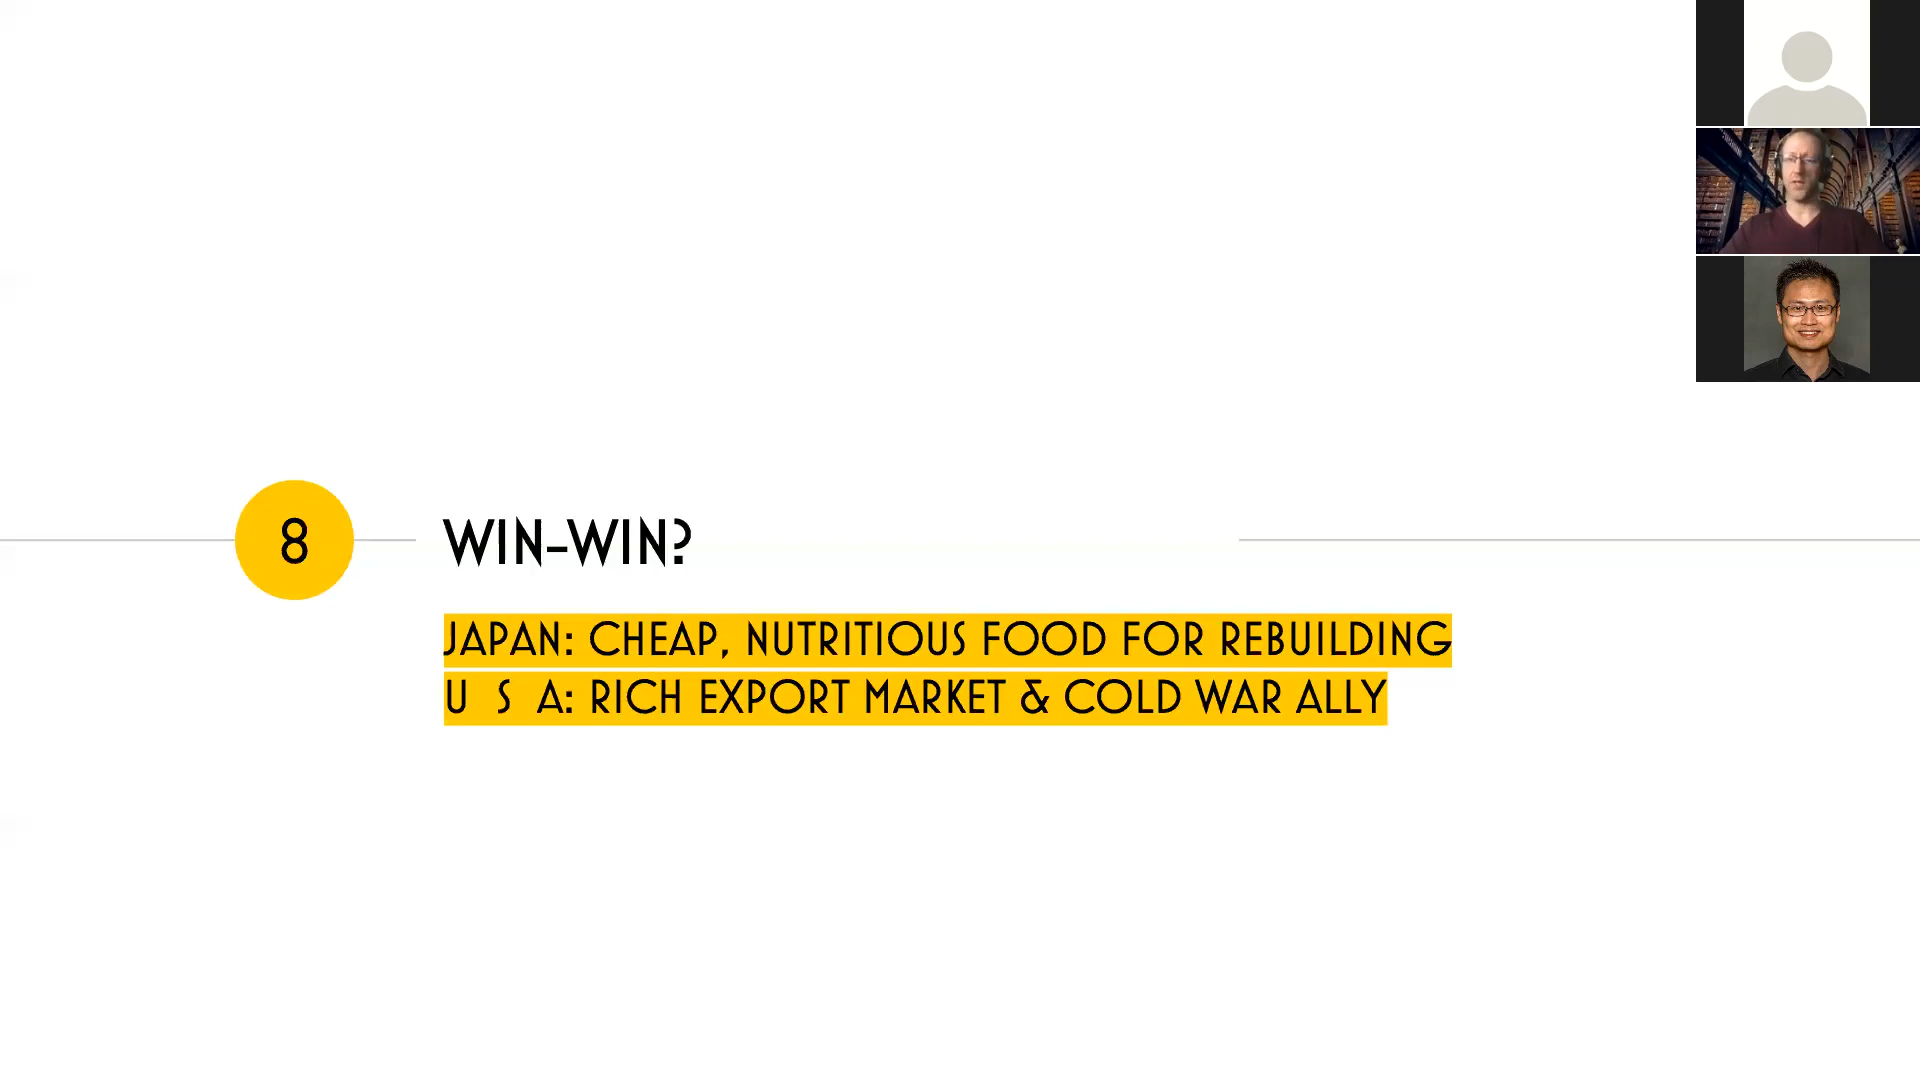 8
WIN-WIN?
JAPAN: CHEAP, NUTRITIOUS FOOD FOR REBUILDING
U S A: RICH EXPORT MARKET & COLD WAR ALLY